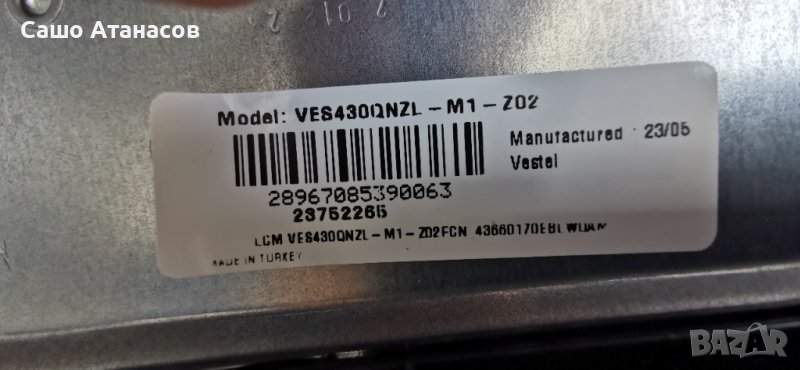 Сашо Атанасов
Model: VES430QNZL-M1-Z02
Manufactured : 23/05
Vestel
28967085390063
23752265
LCM VES430QNZL-M1-Z02FCN
MADE IN TURKEY
BAZAR